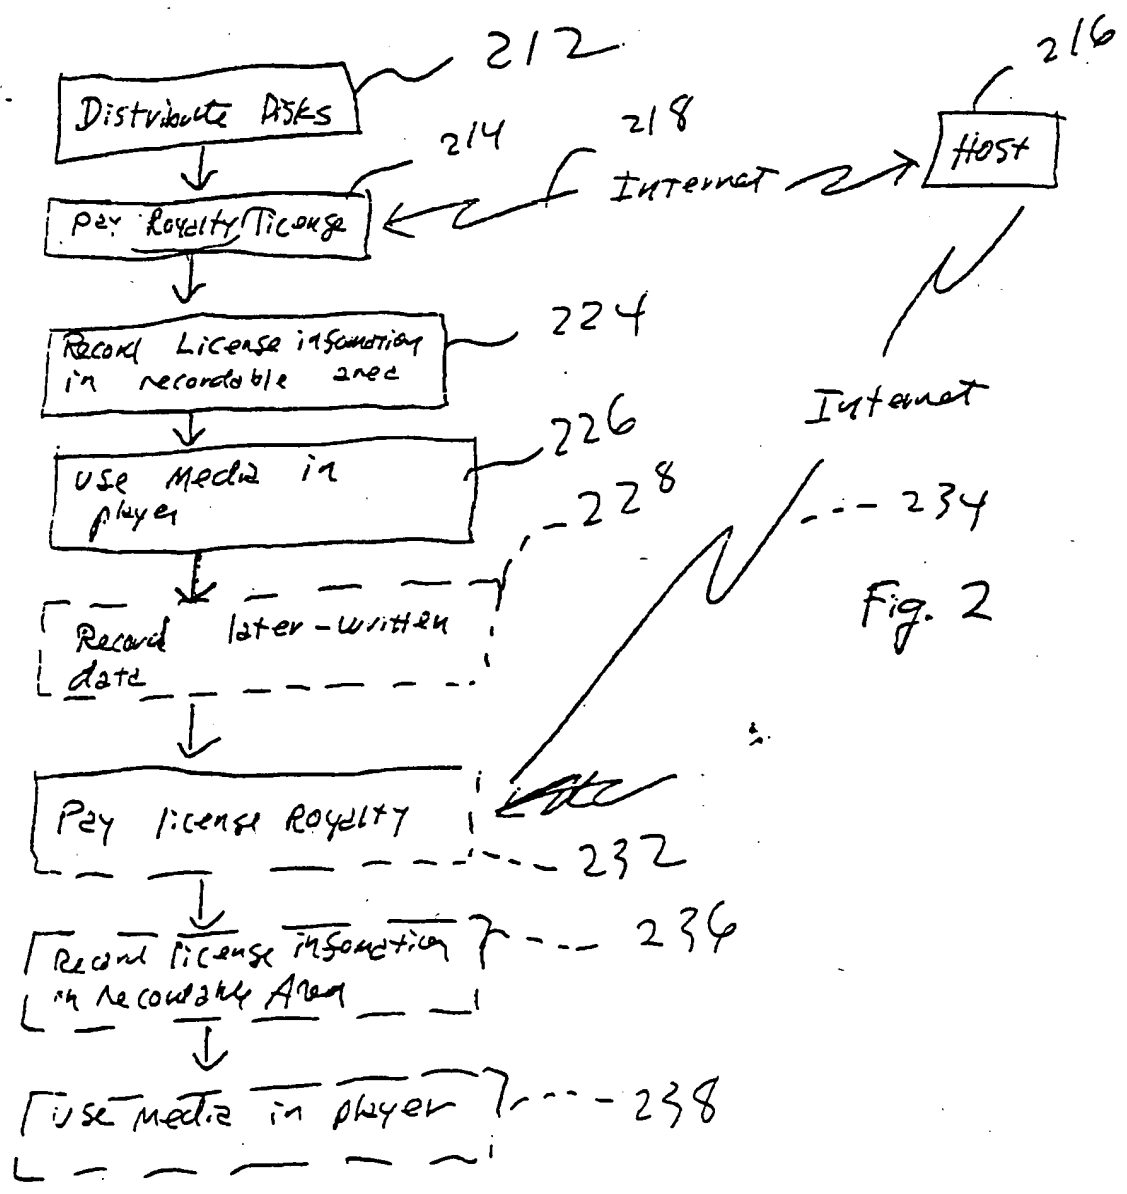 212
Distribute Disks
214
218
216
Host
Internet
Pay Royalty/license
224
Record License information
in recordable area
Internet
226
Use Media in
player
228
234
Fig. 2
Record later-written
data
Pay license Royalty
232
236
Record license information
in recordable Area
Use media in player
238